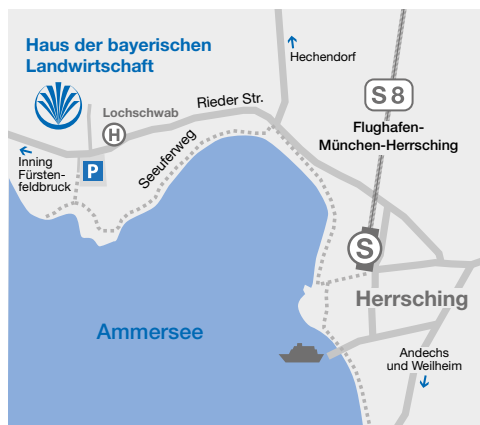 Haus der bayerischen
Landwirtschaft
Hechendorf
S 8
Flughafen-
München-Herrsching
Rieder Str.
Lochschwab
H
Seeuferweg
Inning
Fürsten-
feldbruck
P
S
Herrsching
Ammersee
Andechs
und Weilheim